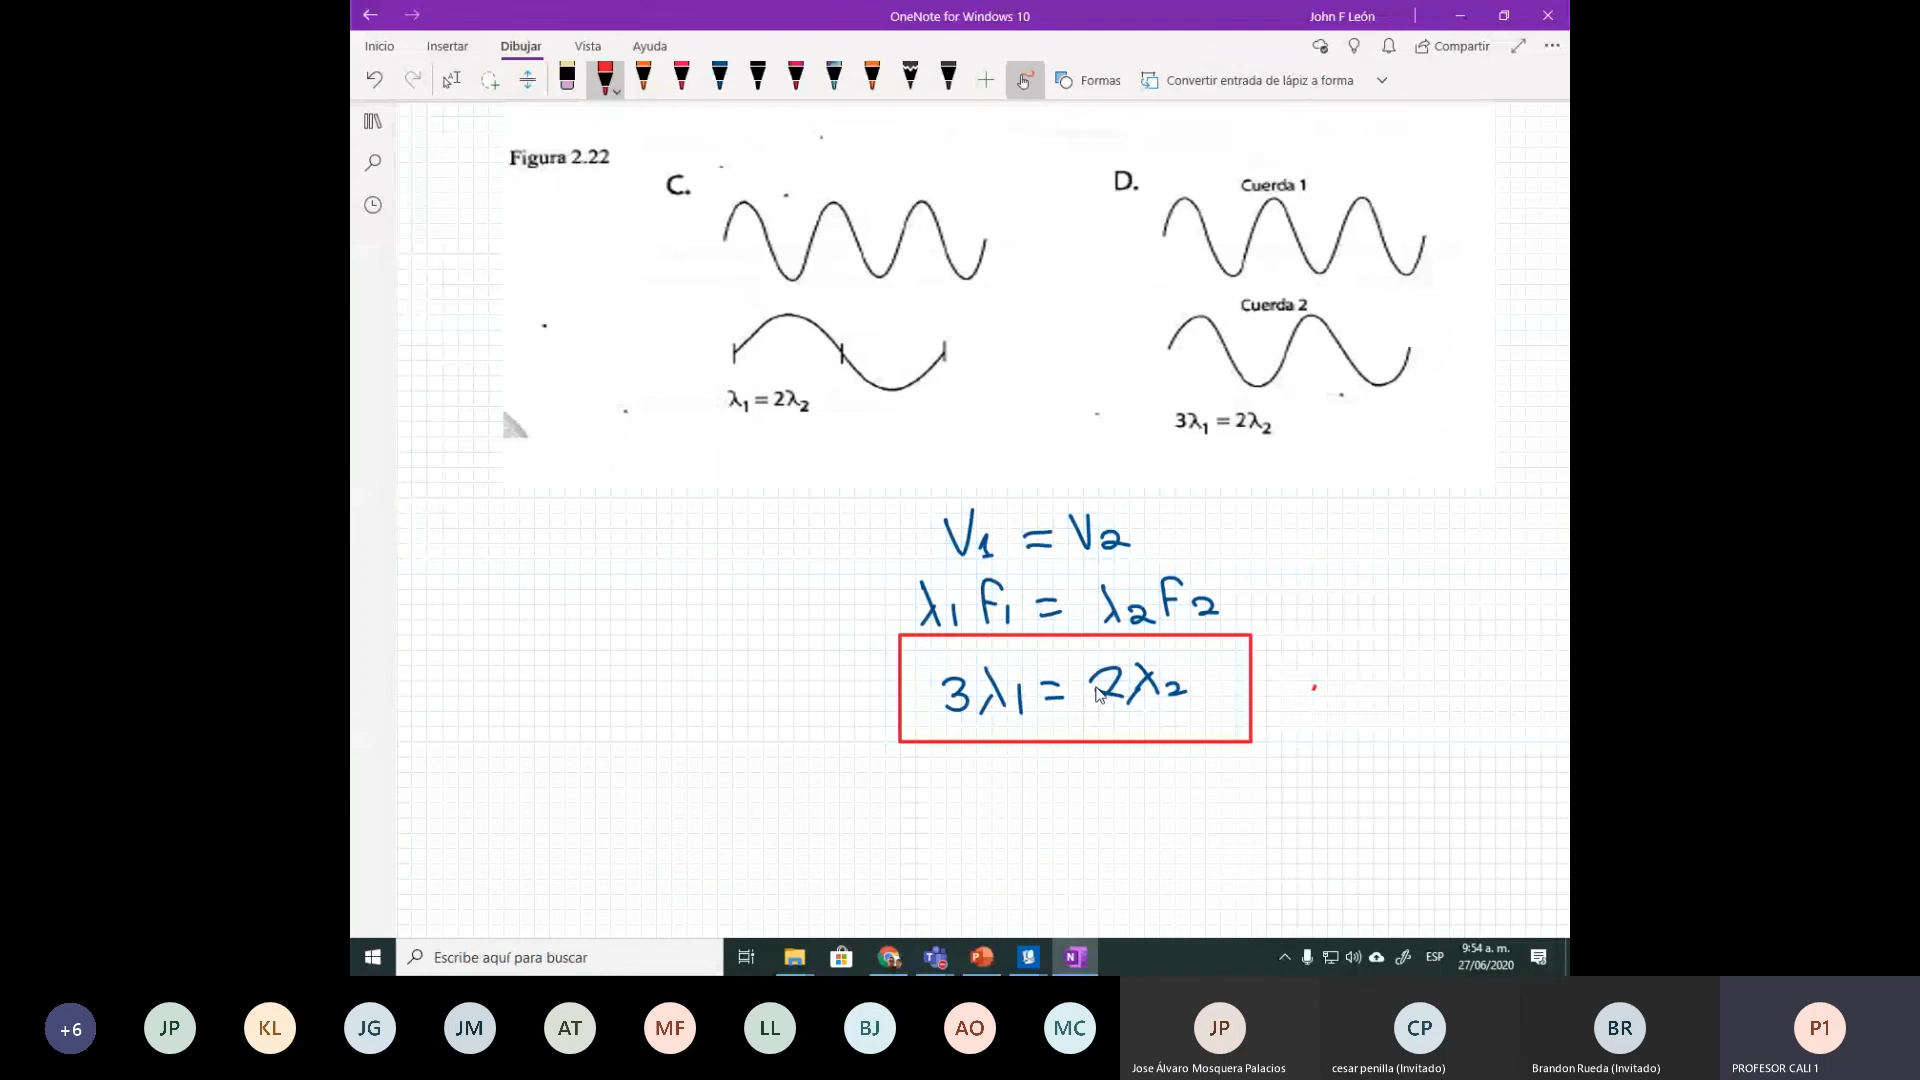 OneNote for Windows 10
John F León
Inicio
Insertar
Dibujar
Vista
Ayuda
Compartir
Formas
Convertir entrada de lápiz a forma
Figura 2.22
C.
λ₁ = 2λ₂
D.
Cuerda 1
Cuerda 2
3λ₁ = 2λ₂
V1 = V2
λ1 F1 = λ2 F2
3λ1 = 2λ2
Escribe aquí para buscar
ESP
9:54 a. m.
27/06/2020
+6
JP
KL
JG
JM
AT
MF
LL
BJ
AO
MC
JP
Jose Álvaro Mosquera Palacios
CP
cesar penilla (Invitado)
BR
Brandon Rueda (Invitado)
P1
PROFESOR CALI 1